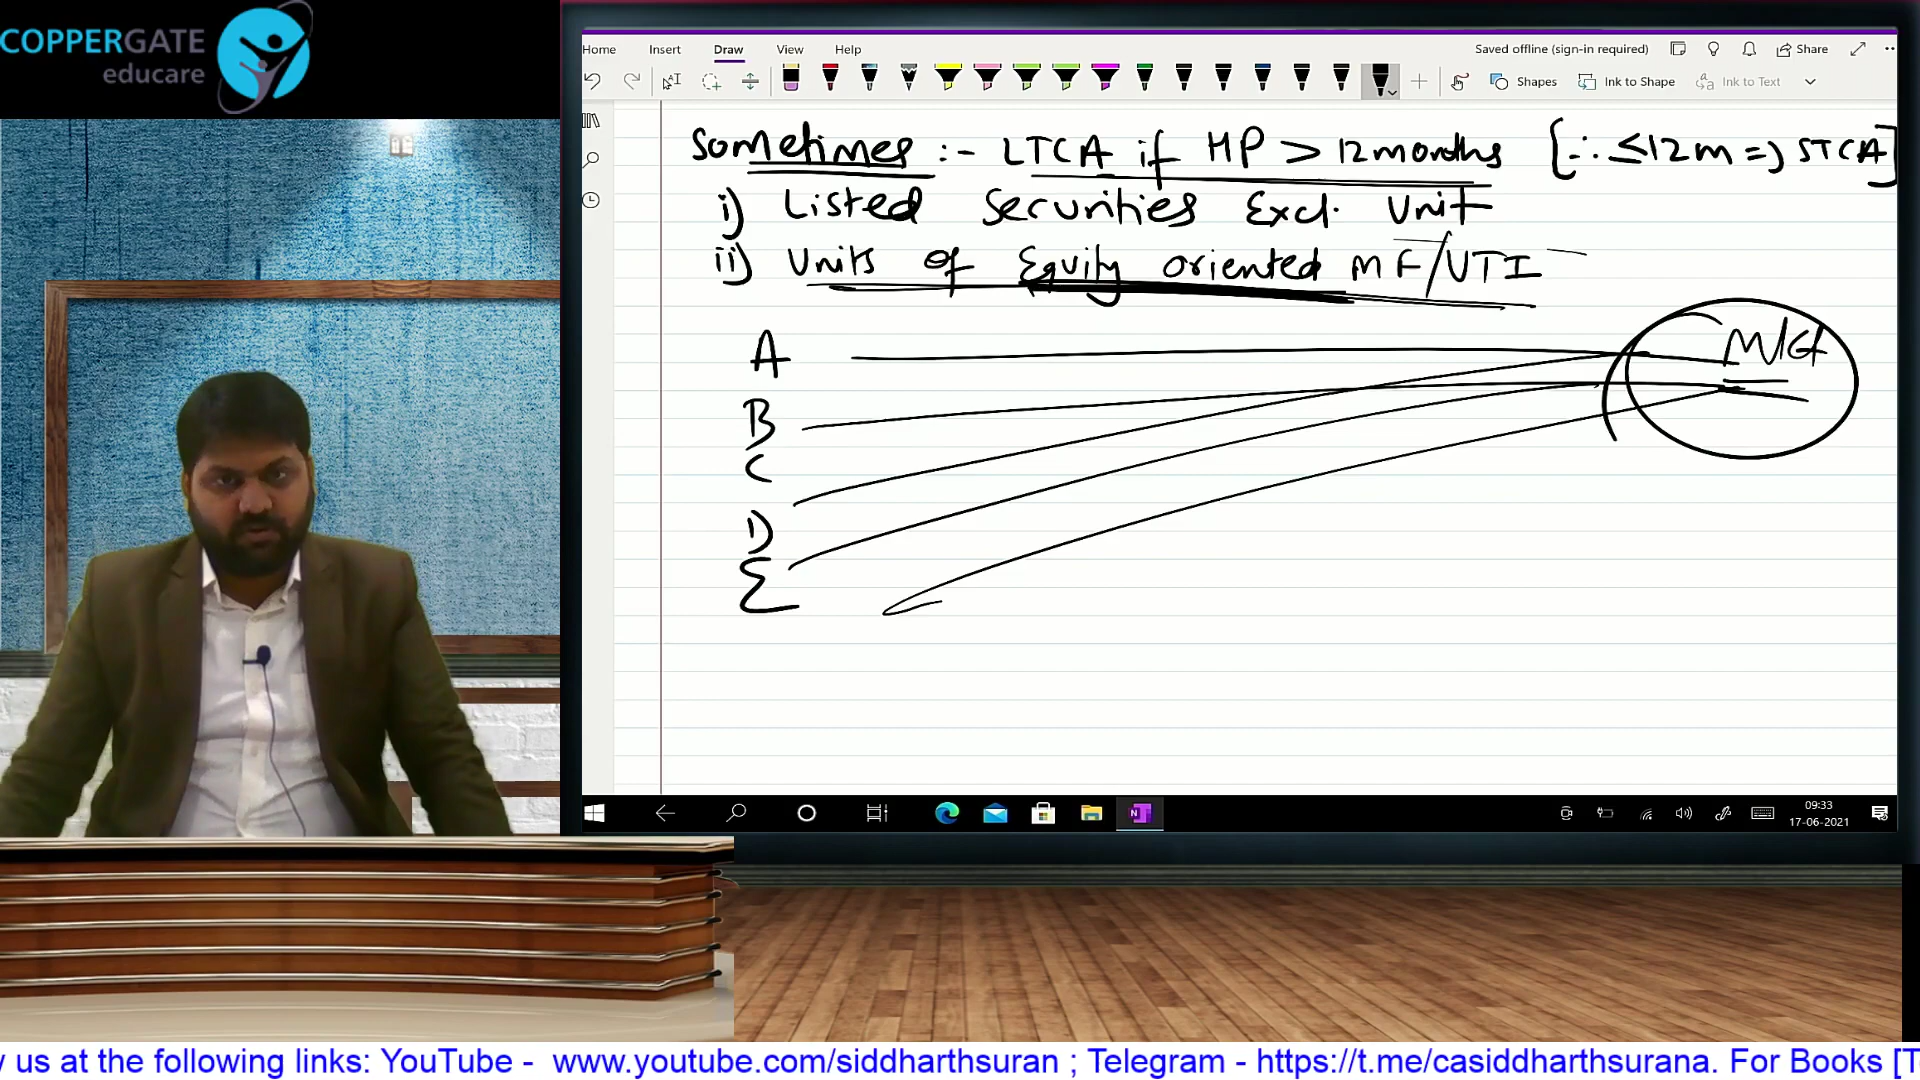 COPPERGATE
educare
Home Insert Draw View Help
Saved offline (sign-in required)
Share
Shapes
Ink to Shape
Ink to Text
Sometimes :- LTCA if HP > 12 months [∴ ≤12m => STCA]
i) Listed Securities Excl. Unit
ii) Units of Equity oriented MF/UTI
A
B
C
D
E
09:33
17-06-2021
w us at the following links: YouTube - www.youtube.com/siddharthsuran ; Telegram - https://t.me/casiddharthsurana. For Books [T